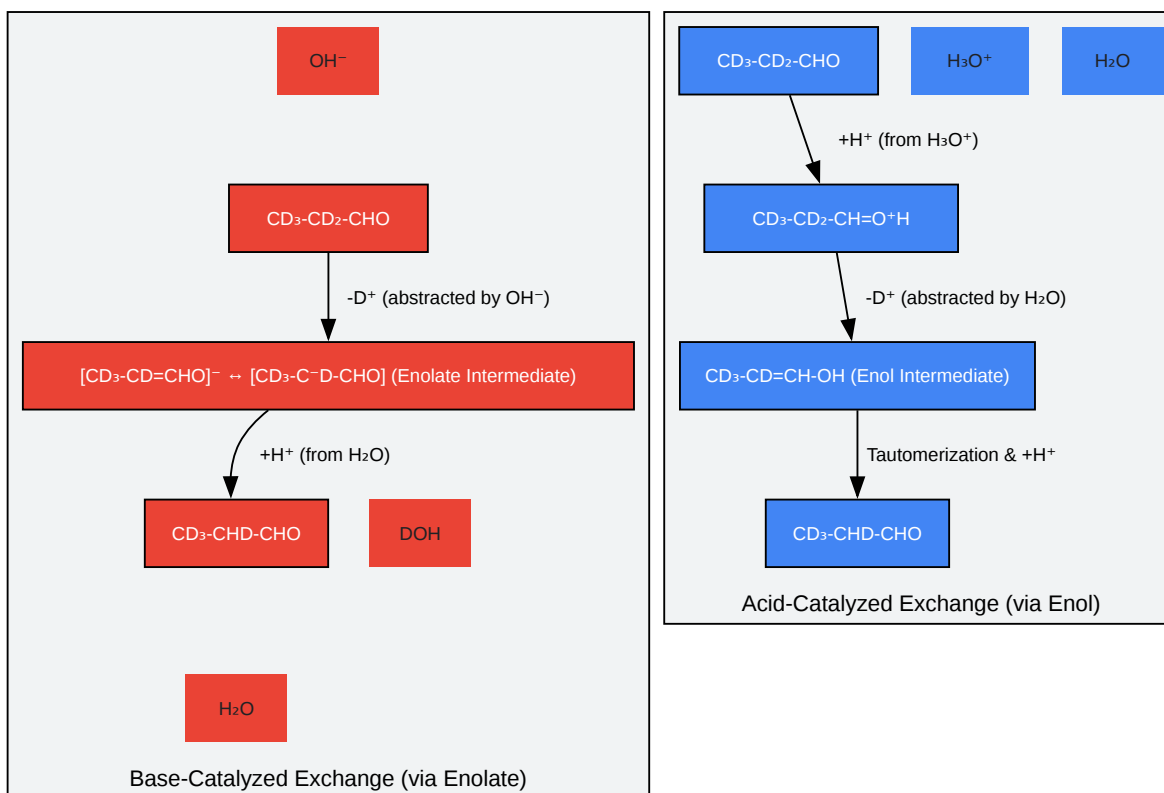 OH⁻
CD₃-CD₂-CHO
-D⁺ (abstracted by OH⁻)
[CD₃-CD=CHO]⁻ ↔ [CD₃-C⁻D-CHO] (Enolate Intermediate)
+H⁺ (from H₂O)
CD₃-CHD-CHO
DOH
H₂O
Base-Catalyzed Exchange (via Enolate)
CD₃-CD₂-CHO
H₃O⁺
H₂O
+H⁺ (from H₃O⁺)
CD₃-CD₂-CH=O⁺H
-D⁺ (abstracted by H₂O)
CD₃-CD=CH-OH (Enol Intermediate)
Tautomerization & +H⁺
CD₃-CHD-CHO
Acid-Catalyzed Exchange (via Enol)